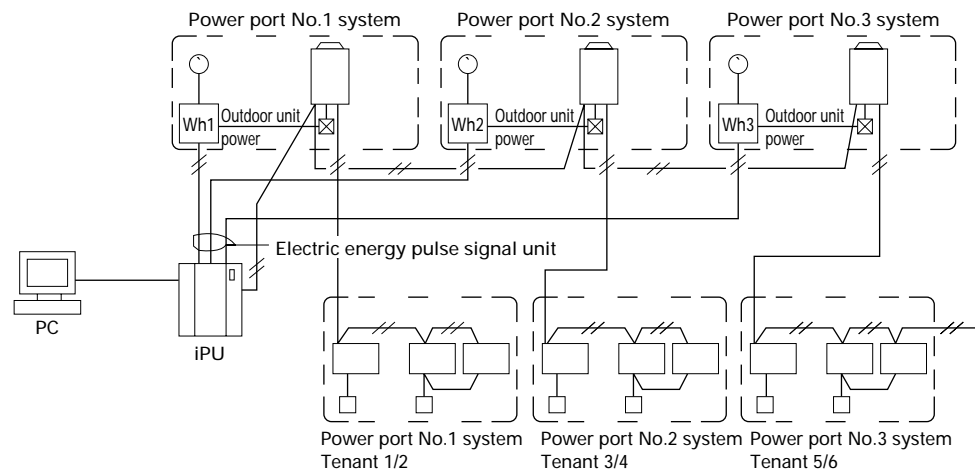 Power port No.1 system
Power port No.2 system
Power port No.3 system
Wh1
Outdoor unit
power
Wh2
Outdoor unit
power
Wh3
Outdoor unit
power
Electric energy pulse signal unit
PC
iPU
Power port No.1 system
Tenant 1/2
Power port No.2 system
Tenant 3/4
Power port No.3 system
Tenant 5/6